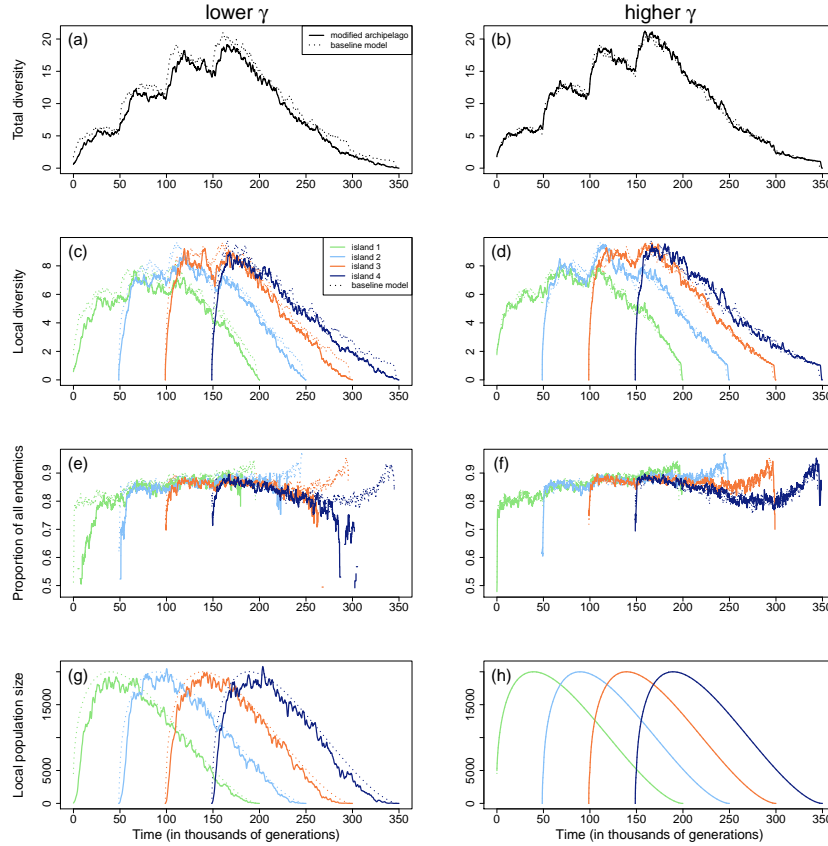 lower γ
higher γ
(a)
modified archipelago
baseline model
(b)
Total diversity
20
15
10
5
0
20
15
10
5
0
0 50 100 150 200 250 300 350
0 50 100 150 200 250 300 350
(c)
island 1
island 2
island 3
island 4
baseline model
(d)
Local diversity
8
6
4
2
0
8
6
4
2
0
0 50 100 150 200 250 300 350
0 50 100 150 200 250 300 350
(e)
(f)
Proportion of all endemics
0.9
0.8
0.7
0.6
0.5
0.9
0.8
0.7
0.6
0.5
0 50 100 150 200 250 300 350
0 50 100 150 200 250 300 350
(g)
(h)
Local population size
15000
5000
0
15000
5000
0
0 50 100 150 200 250 300 350
0 50 100 150 200 250 300 350
Time (in thousands of generations)
Time (in thousands of generations)